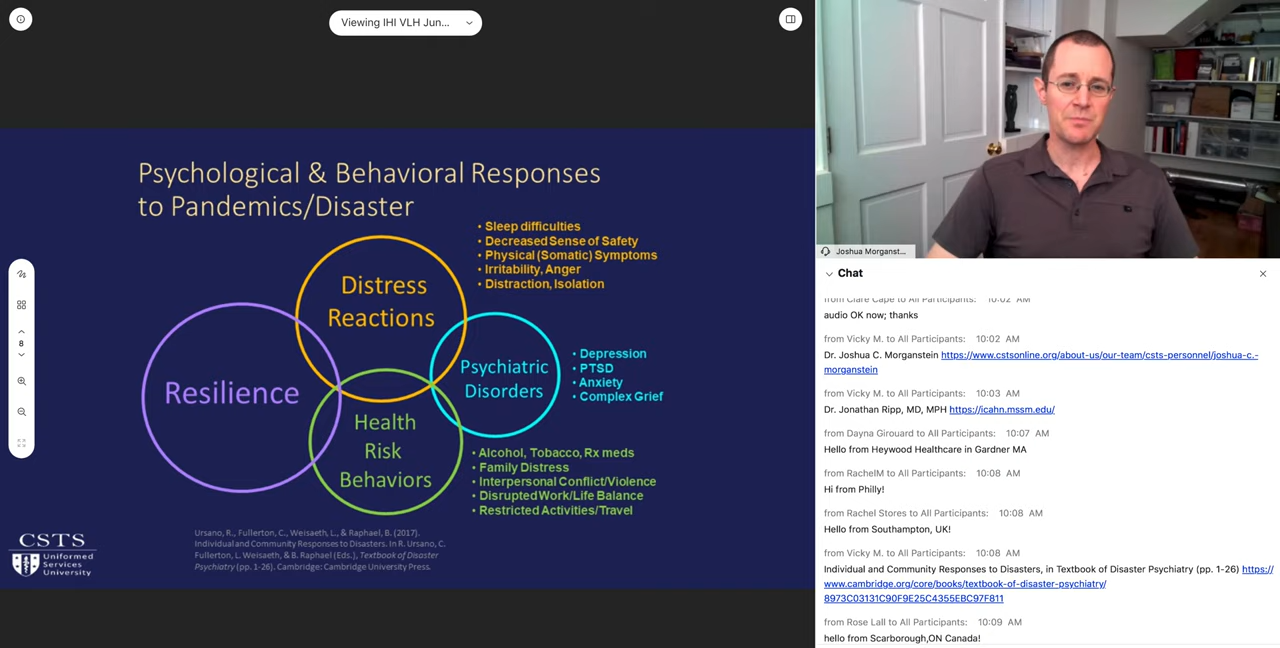 Viewing IHI VLH Jun...
Psychological & Behavioral Responses
to Pandemics/Disaster
• Sleep difficulties
• Decreased Sense of Safety
• Physical (Somatic) Symptoms
• Irritability, Anger
• Distraction, Isolation
Distress
Reactions
Resilience
Psychiatric
Disorders
• Depression
• PTSD
• Anxiety
• Complex Grief
Health
Risk
Behaviors
• Alcohol, Tobacco, Rx meds
• Family Distress
• Interpersonal Conflict/Violence
• Disrupted Work/Life Balance
• Restricted Activities/Travel
Ursano, R., Fullerton, C., Weisaeth, L., & Raphael, B. (2017).
Individual and Community Responses to Disasters. In R. Ursano, C.
Fullerton, L. Weisaeth, & B. Raphael (Eds.), Textbook of Disaster
Psychiatry (pp. 1-26). Cambridge: Cambridge University Press.
CSTS
Uniformed
Services
University
8
Joshua Morganst...
Chat
from Clare Cape to All Participants: 10:02 AM
audio OK now; thanks
from Vicky M. to All Participants: 10:02 AM
Dr. Joshua C. Morganstein https://www.cstsonline.org/about-us/our-team/csts-personnel/joshua-c.-
morganstein
from Vicky M. to All Participants: 10:03 AM
Dr. Jonathan Ripp, MD, MPH https://icahn.mssm.edu/
from Dayna Girouard to All Participants: 10:07 AM
Hello from Heywood Healthcare in Gardner MA
from RachelM to All Participants: 10:08 AM
Hi from Philly!
from Rachel Stores to All Participants: 10:08 AM
Hello from Southampton, UK!
from Vicky M. to All Participants: 10:08 AM
Individual and Community Responses to Disasters, in Textbook of Disaster Psychiatry (pp. 1-26) https://
www.cambridge.org/core/books/textbook-of-disaster-psychiatry/
8973C03131C90F9E25C4355EBC97F811
from Rose Lall to All Participants: 10:09 AM
hello from Scarborough,ON Canada!